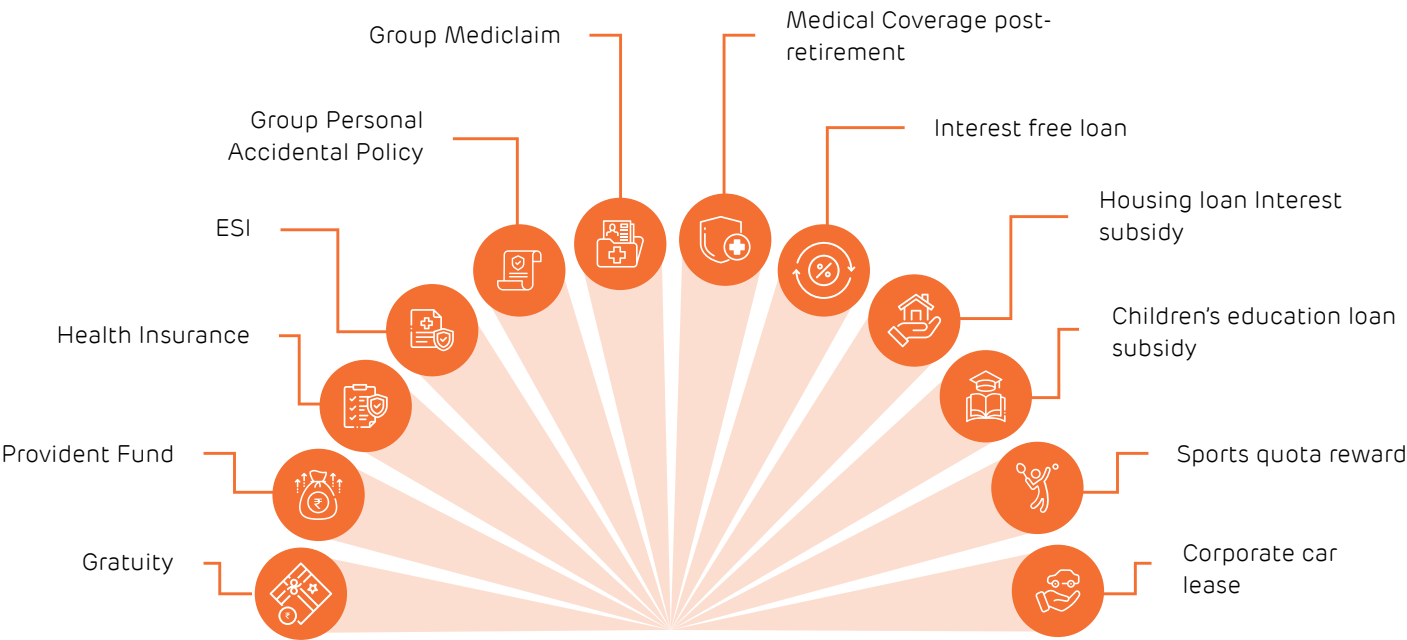 Group Mediclaim
Medical Coverage post-
retirement
Group Personal
Accidental Policy
Interest free loan
ESI
Housing loan Interest
subsidy
Health Insurance
Children's education loan
subsidy
Provident Fund
Sports quota reward
Gratuity
Corporate car
lease